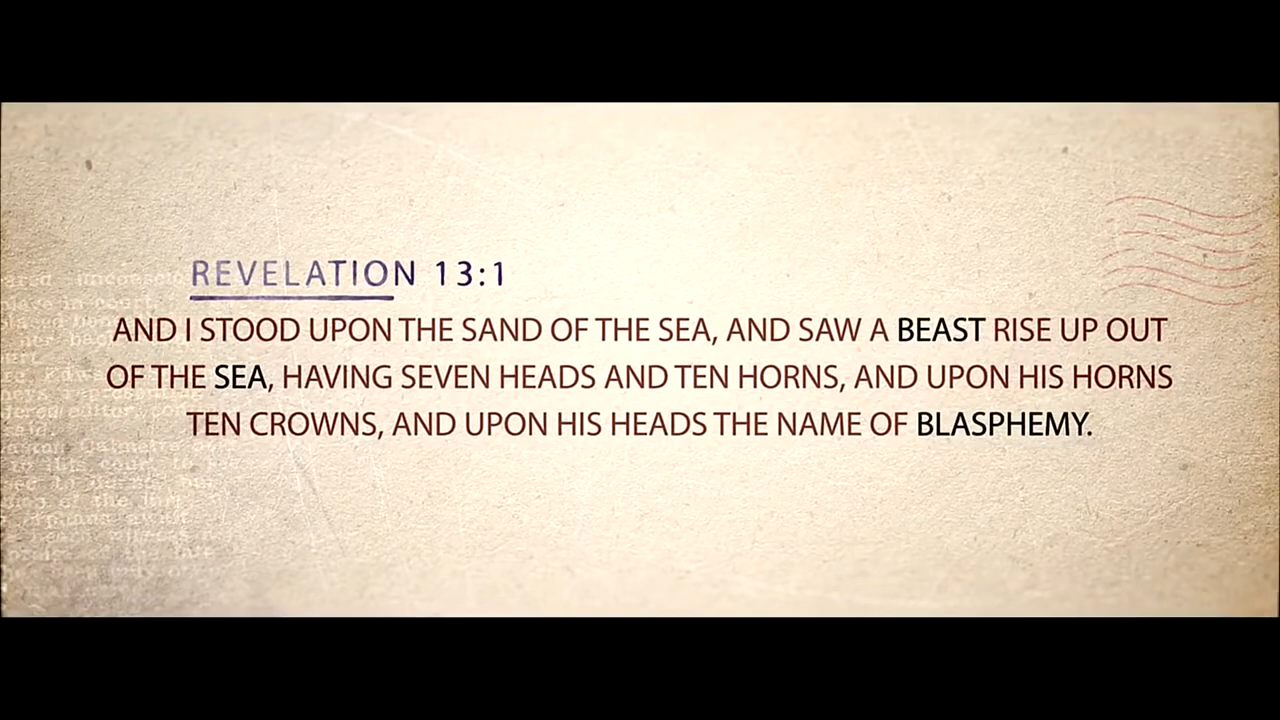 REVELATION 13:1
AND I STOOD UPON THE SAND OF THE SEA, AND SAW A BEAST RISE UP OUT
OF THE SEA, HAVING SEVEN HEADS AND TEN HORNS, AND UPON HIS HORNS
TEN CROWNS, AND UPON HIS HEADS THE NAME OF BLASPHEMY.